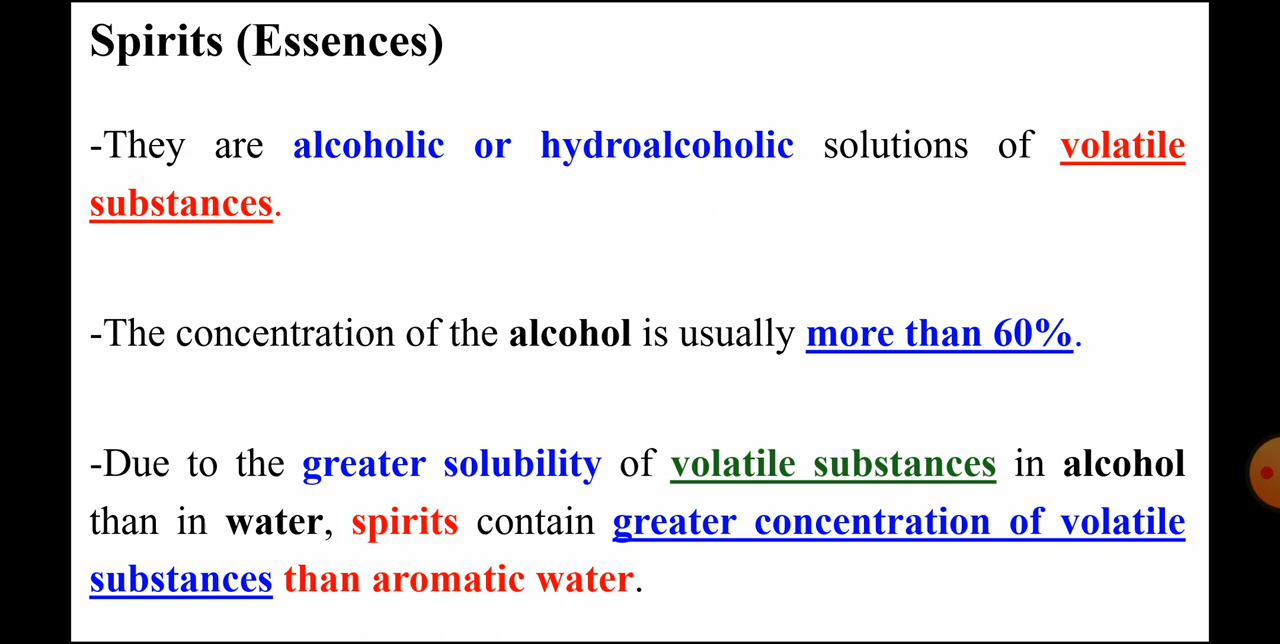 Spirits (Essences)
-They are alcoholic or hydroalcoholic solutions of volatile
substances.
-The concentration of the alcohol is usually more than 60%.
-Due to the greater solubility of volatile substances in alcohol
than in water, spirits contain greater concentration of volatile
substances than aromatic water.